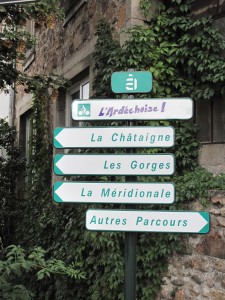 L'Ardéchoise !
La Châtaigne
Les Gorges
La Méridionale
Autres Parcours